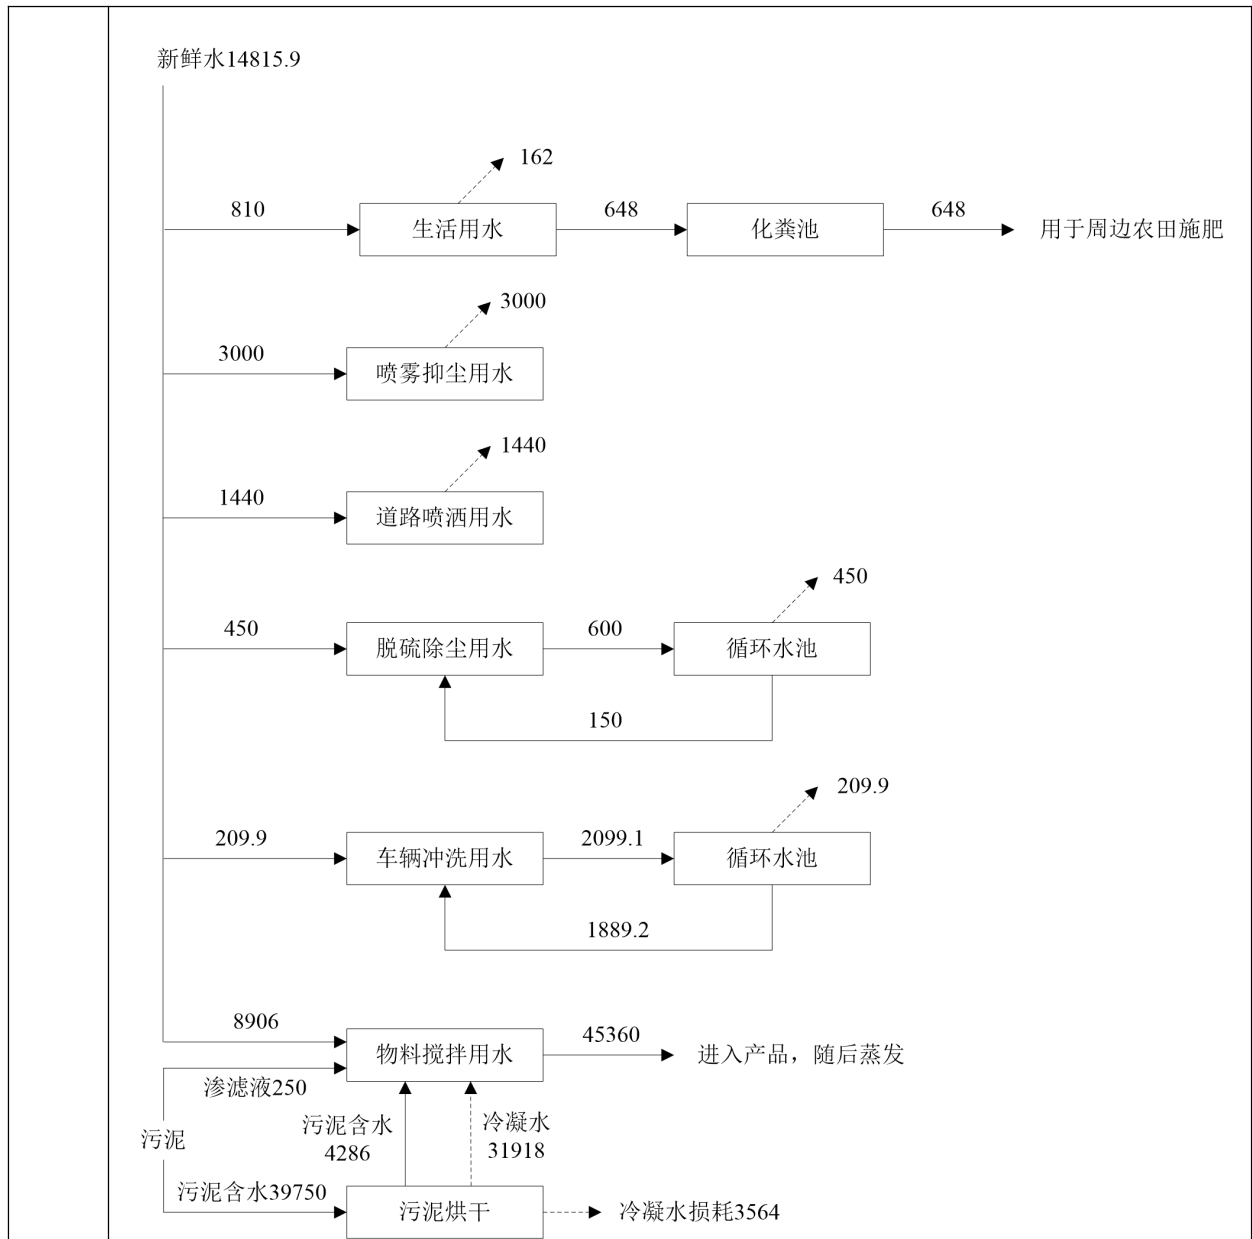 新鲜水14815.9
162
810
生活用水
648
化粪池
648
用于周边农田施肥
3000
3000
喷雾抑尘用水
1440
1440
道路喷洒用水
450
450
脱硫除尘用水
600
循环水池
150
209.9
209.9
车辆冲洗用水
2099.1
循环水池
1889.2
8906
物料搅拌用水
45360
进入产品，随后蒸发
渗滤液250
污泥
污泥含水
4286
冷凝水
31918
污泥含水39750
污泥烘干
冷凝水损耗3564